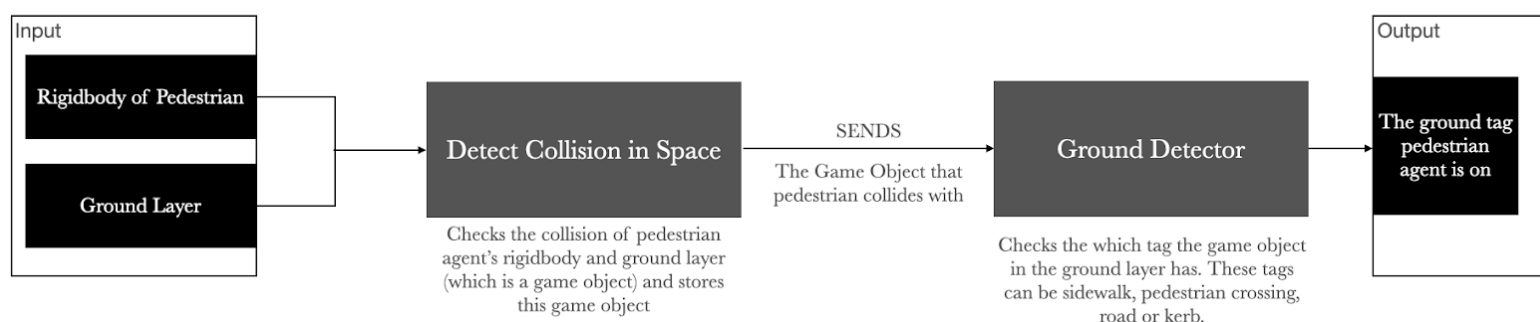 Input
Rigidbody of Pedestrian
Ground Layer
Detect Collision in Space
Checks the collision of pedestrian
agent's rigidbody and ground layer
(which is a game object) and stores
this game object
SENDS
The Game Object that
pedestrian collides with
Ground Detector
Checks the which tag the game object
in the ground layer has. These tags
can be sidewalk, pedestrian crossing,
road or kerb.
Output
The ground tag
pedestrian
agent is on